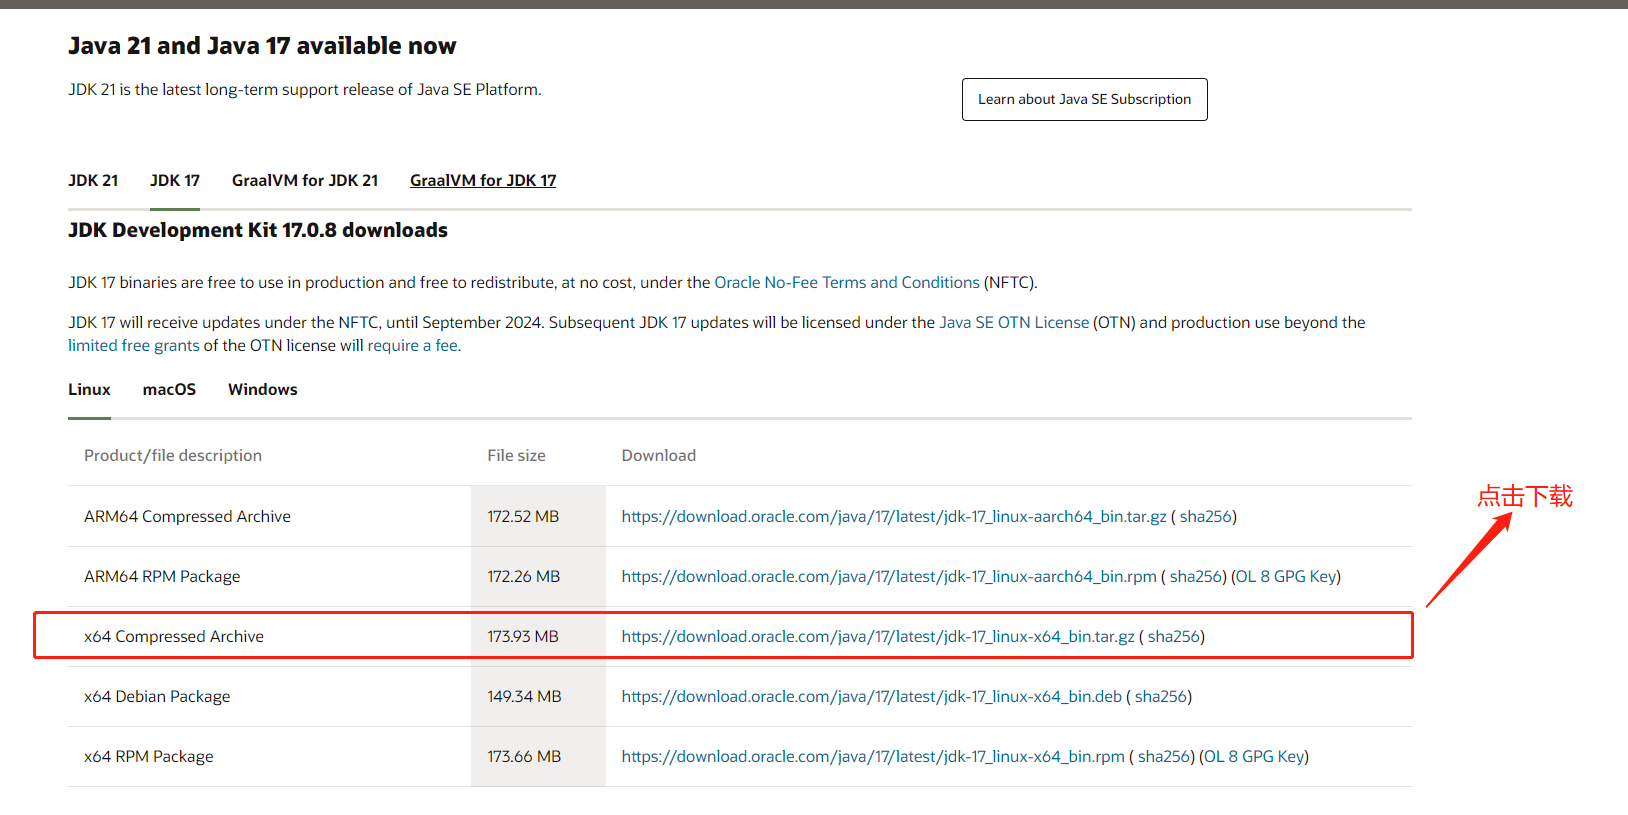 Java 21 and Java 17 available now
JDK 21 is the latest long-term support release of Java SE Platform.
Learn about Java SE Subscription
JDK 21 JDK 17 GraalVM for JDK 21 GraalVM for JDK 17
JDK Development Kit 17.0.8 downloads
JDK 17 binaries are free to use in production and free to redistribute, at no cost, under the Oracle No-Fee Terms and Conditions (NFTC).
JDK 17 will receive updates under the NFTC, until September 2024. Subsequent JDK 17 updates will be licensed under the Java SE OTN License (OTN) and production use beyond the
limited free grants of the OTN license will require a fee.
Linux macOS Windows
Product/file description File size Download
点击下载
ARM64 Compressed Archive 172.52 MB https://download.oracle.com/java/17/latest/jdk-17_linux-aarch64_bin.tar.gz ( sha256)
ARM64 RPM Package 172.26 MB https://download.oracle.com/java/17/latest/jdk-17_linux-aarch64_bin.rpm ( sha256) (OL 8 GPG Key)
x64 Compressed Archive 173.93 MB https://download.oracle.com/java/17/latest/jdk-17_linux-x64_bin.tar.gz ( sha256)
x64 Debian Package 149.34 MB https://download.oracle.com/java/17/latest/jdk-17_linux-x64_bin.deb ( sha256)
x64 RPM Package 173.66 MB https://download.oracle.com/java/17/latest/jdk-17_linux-x64_bin.rpm ( sha256) (OL 8 GPG Key)